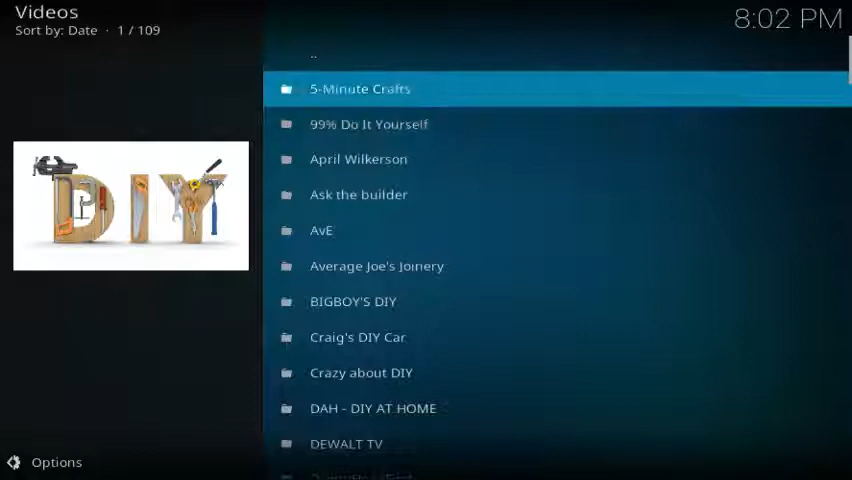 Videos
Sort by: Date · 1 / 109
8:02 PM
..
5-Minute Crafts
99% Do It Yourself
April Wilkerson
Ask the builder
AvE
Average Joe's Joinery
BIGBOY'S DIY
Craig's DIY Car
Crazy about DIY
DAH - DIY AT HOME
DEWALT TV
DIY
Options